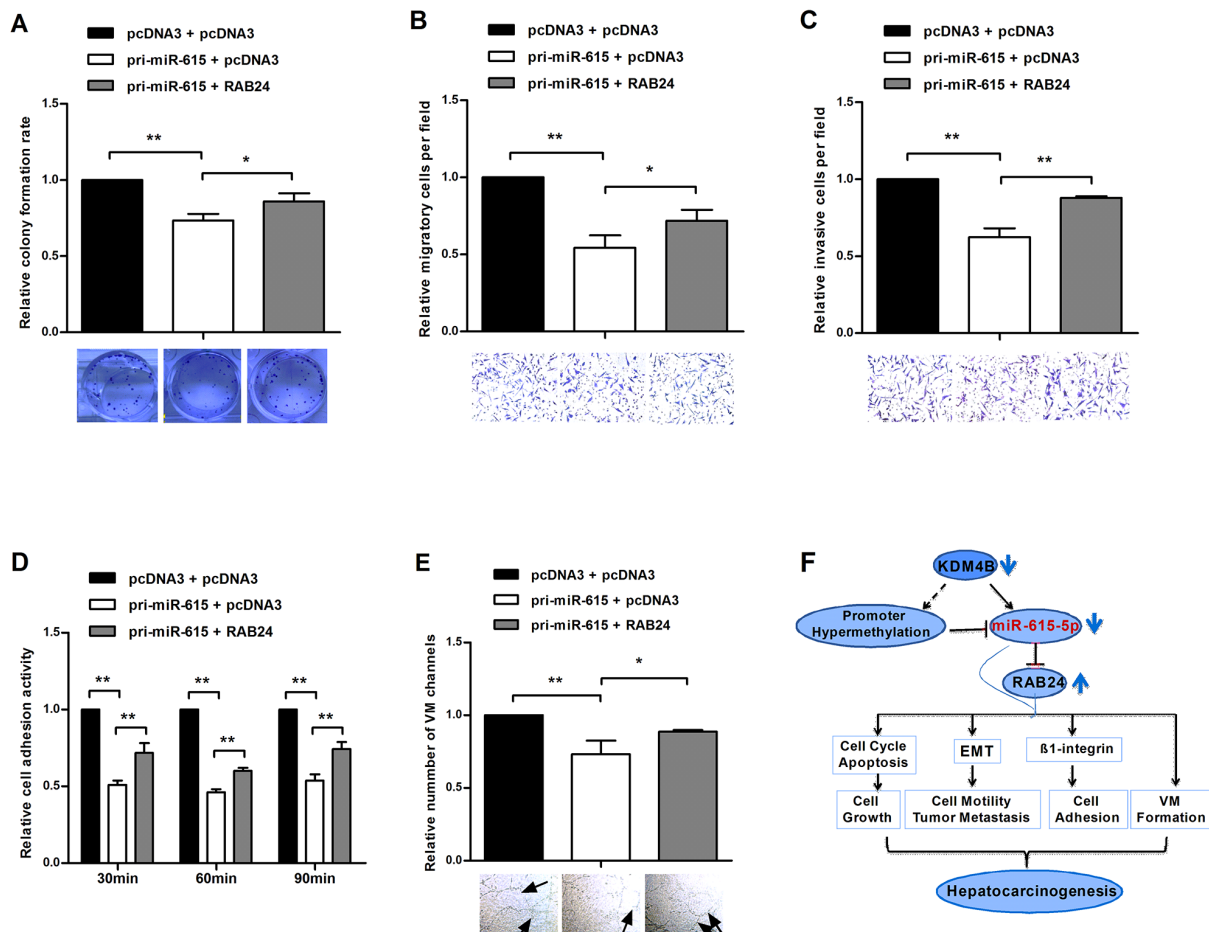 A
pcDNA3 + pcDNA3
pri-miR-615 + pcDNA3
pri-miR-615 + RAB24
Relative colony formation rate
1.5
1.0
0.5
0.0
**
*
B
pcDNA3 + pcDNA3
pri-miR-615 + pcDNA3
pri-miR-615 + RAB24
Relative migratory cells per field
1.5
1.0
0.5
0.0
**
*
C
pcDNA3 + pcDNA3
pri-miR-615 + pcDNA3
pri-miR-615 + RAB24
Relative invasive cells per field
1.5
1.0
0.5
0.0
**
**
D
pcDNA3 + pcDNA3
pri-miR-615 + pcDNA3
pri-miR-615 + RAB24
Relative cell adhesion activity
1.5
1.0
0.5
0.0
**
**
**
**
**
**
30min
60min
90min
E
pcDNA3 + pcDNA3
pri-miR-615 + pcDNA3
pri-miR-615 + RAB24
Relative nummber of VM channels
1.5
1.0
0.5
0.0
**
*
F
KDM4B
Promoter
Hypermethylation
miR-615-5p
RAB24
Cell Cycle
Apoptosis
EMT
ß1-integrin
Cell
Growth
Cell Motility
Tumor Metastasis
Cell
Adhesion
VM
Formation
Hepatocarcinogenesis